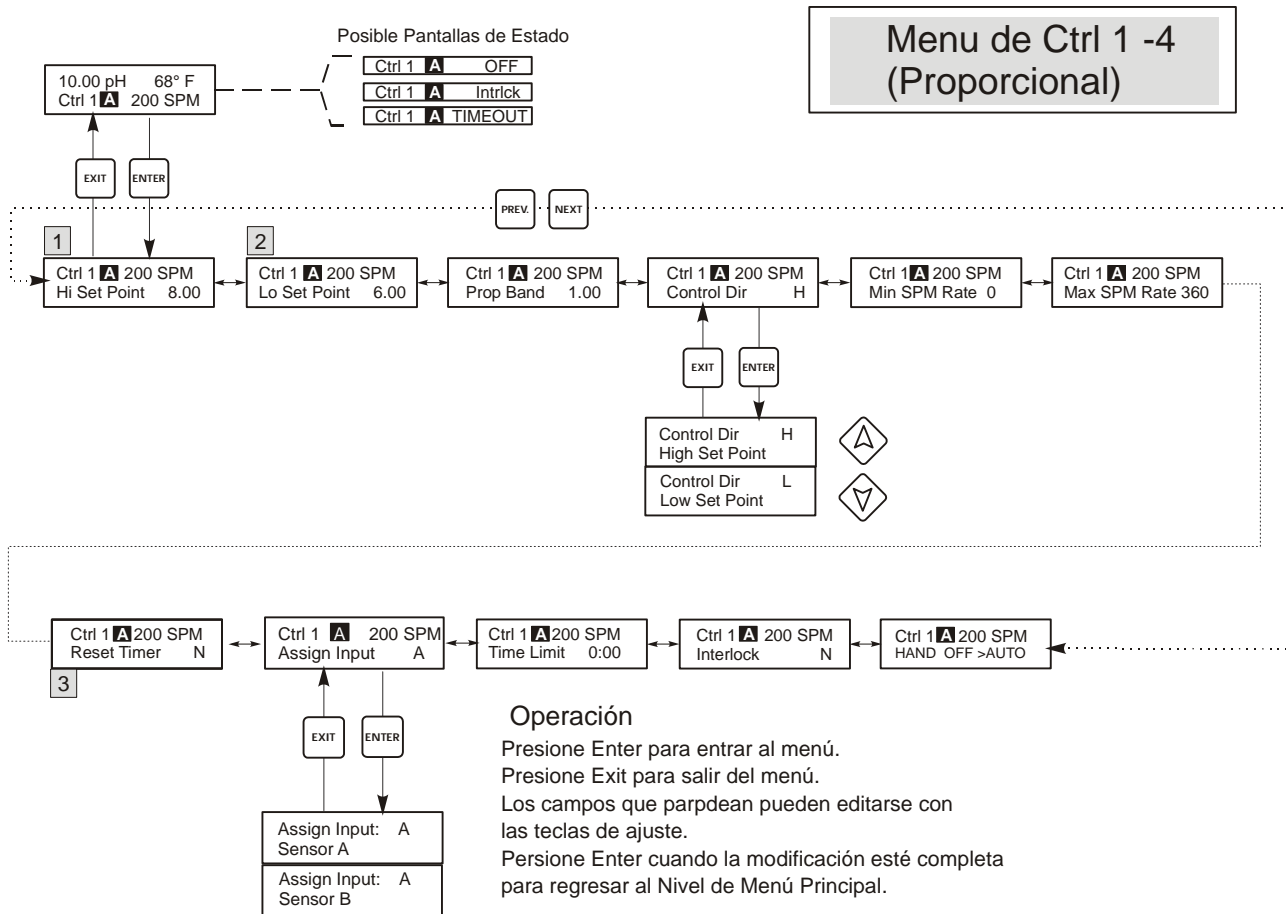 Menu de Ctrl 1 -4
(Proporcional)
Posible Pantallas de Estado
Ctrl 1 A OFF
Ctrl 1 A Intrlck
Ctrl 1 A TIMEOUT
10.00 pH 68° F
Ctrl 1 A 200 SPM
EXIT
ENTER
PREV.
NEXT
1
Ctrl 1 A 200 SPM
Hi Set Point 8.00
2
Ctrl 1 A 200 SPM
Lo Set Point 6.00
Ctrl 1 A 200 SPM
Prop Band 1.00
Ctrl 1 A 200 SPM
Control Dir H
Ctrl 1 A 200 SPM
Min SPM Rate 0
Ctrl 1 A 200 SPM
Max SPM Rate 360
EXIT
ENTER
Control Dir H
High Set Point
Control Dir L
Low Set Point
Ctrl 1 A 200 SPM
Reset Timer N
3
Ctrl 1 A 200 SPM
Assign Input A
Ctrl 1 A 200 SPM
Time Limit 0:00
Ctrl 1 A 200 SPM
Interlock N
Ctrl 1 A 200 SPM
HAND OFF >AUTO
EXIT
ENTER
Assign Input: A
Sensor A
Assign Input: A
Sensor B
Operación
Presione Enter para entrar al menú.
Presione Exit para salir del menú.
Los campos que parpdean pueden editarse con
las teclas de ajuste.
Persione Enter cuando la modificación esté completa
para regresar al Nivel de Menú Principal.